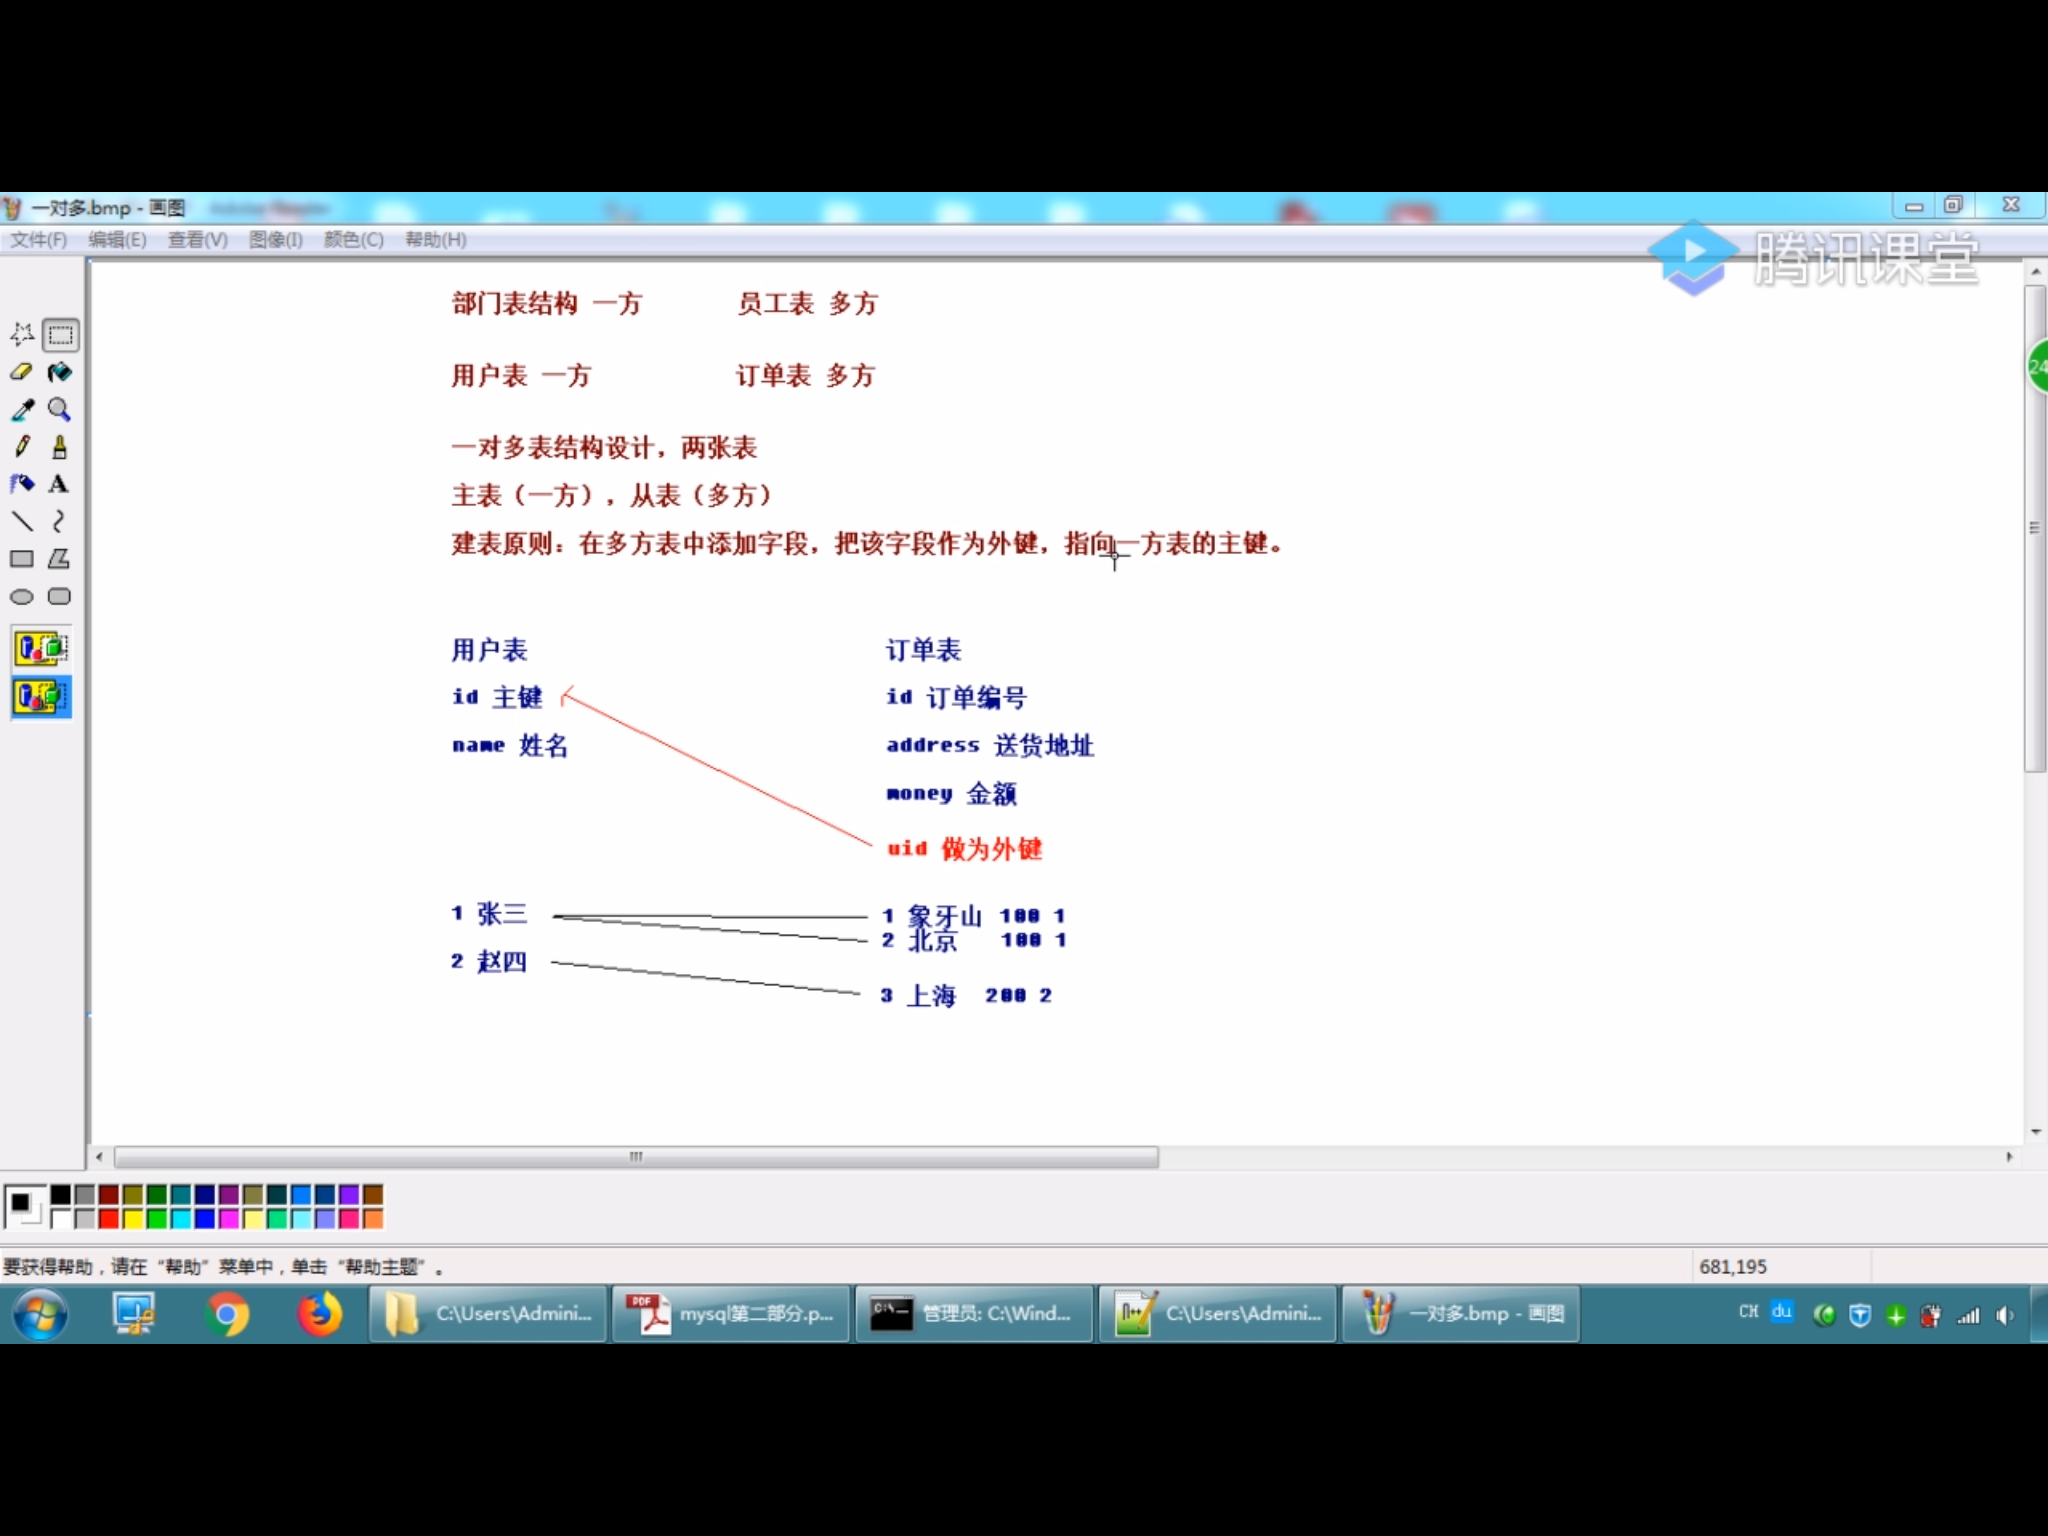 一对多.bmp - 画图
文件(F) 编辑(E) 查看(V) 图像(I) 颜色(C) 帮助(H)
腾讯课堂
部门表结构 一方 员工表 多方
24
用户表 一方 订单表 多方
一对多表结构设计，两张表
主表（一方），从表（多方）
建表原则：在多方表中添加字段，把该字段作为外键，指向一方表的主键。
用户表 订单表
id 主键 id 订单编号
name 姓名 address 送货地址
money 金额
uid 做为外键
1 张三 1 象牙山 100 1
2 北京 100 1
2 赵四
3 上海 200 2
要获得帮助，请在“帮助”菜单中，单击“帮助主题”。 681,195
C:\Users\Admini... mysql第二部分.p... 管理员: C:\Wind... C:\Users\Admini... 一对多.bmp - 画图 CH du